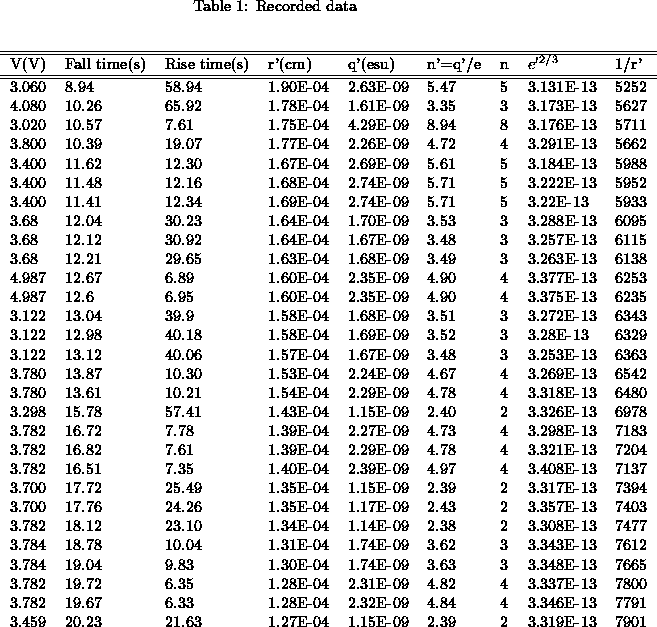 Table 1: Recorded data
V(V) Fall time(s) Rise time(s) r'(cm) q'(esu) n'=q'/e n e'^2/3 1/r'
3.060 8.94 58.94 1.90E-04 2.63E-09 5.47 5 3.131E-13 5252
4.080 10.26 65.92 1.78E-04 1.61E-09 3.35 3 3.173E-13 5627
3.020 10.57 7.61 1.75E-04 4.29E-09 8.94 8 3.176E-13 5711
3.800 10.39 19.07 1.77E-04 2.26E-09 4.72 4 3.291E-13 5662
3.400 11.62 12.30 1.67E-04 2.69E-09 5.61 5 3.184E-13 5988
3.400 11.48 12.16 1.68E-04 2.74E-09 5.71 5 3.222E-13 5952
3.400 11.41 12.34 1.69E-04 2.74E-09 5.71 5 3.22E-13 5933
3.68 12.04 30.23 1.64E-04 1.70E-09 3.53 3 3.288E-13 6095
3.68 12.12 30.92 1.64E-04 1.67E-09 3.48 3 3.257E-13 6115
3.68 12.21 29.65 1.63E-04 1.68E-09 3.49 3 3.263E-13 6138
4.987 12.67 6.89 1.60E-04 2.35E-09 4.90 4 3.377E-13 6253
4.987 12.6 6.95 1.60E-04 2.35E-09 4.90 4 3.375E-13 6235
3.122 13.04 39.9 1.58E-04 1.68E-09 3.51 3 3.272E-13 6343
3.122 12.98 40.18 1.58E-04 1.69E-09 3.52 3 3.28E-13 6329
3.122 13.12 40.06 1.57E-04 1.67E-09 3.48 3 3.253E-13 6363
3.780 13.87 10.30 1.53E-04 2.24E-09 4.67 4 3.269E-13 6542
3.780 13.61 10.21 1.54E-04 2.29E-09 4.78 4 3.318E-13 6480
3.298 15.78 57.41 1.43E-04 1.15E-09 2.40 2 3.326E-13 6978
3.782 16.72 7.78 1.39E-04 2.27E-09 4.73 4 3.298E-13 7183
3.782 16.82 7.61 1.39E-04 2.29E-09 4.78 4 3.321E-13 7204
3.782 16.51 7.35 1.40E-04 2.39E-09 4.97 4 3.408E-13 7137
3.700 17.72 25.49 1.35E-04 1.15E-09 2.39 2 3.317E-13 7394
3.700 17.76 24.26 1.35E-04 1.17E-09 2.43 2 3.357E-13 7403
3.782 18.12 23.10 1.34E-04 1.14E-09 2.38 2 3.308E-13 7477
3.784 18.78 10.04 1.31E-04 1.74E-09 3.62 3 3.343E-13 7612
3.784 19.04 9.83 1.30E-04 1.74E-09 3.63 3 3.348E-13 7665
3.782 19.72 6.35 1.28E-04 2.31E-09 4.82 4 3.337E-13 7800
3.782 19.67 6.33 1.28E-04 2.32E-09 4.84 4 3.346E-13 7791
3.459 20.23 21.63 1.27E-04 1.15E-09 2.39 2 3.319E-13 7901